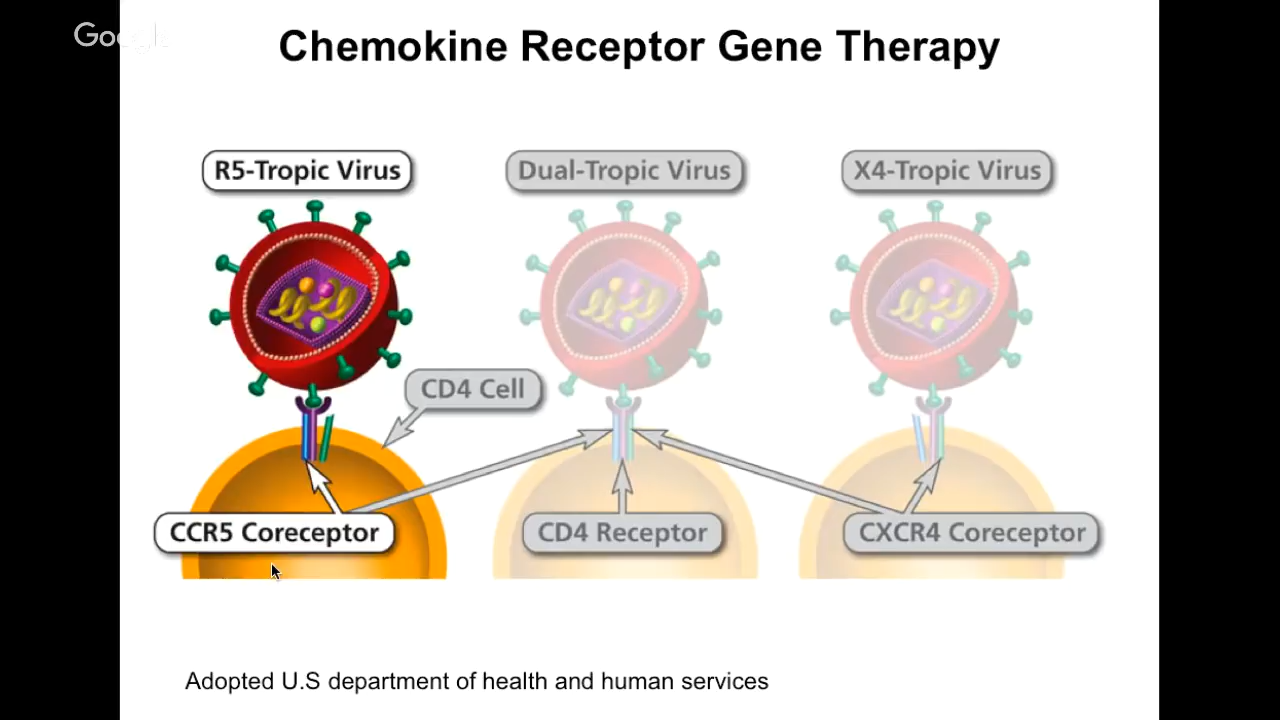 Google
Chemokine Receptor Gene Therapy
R5-Tropic Virus
Dual-Tropic Virus
X4-Tropic Virus
CD4 Cell
CCR5 Coreceptor
CD4 Receptor
CXCR4 Coreceptor
Adopted U.S department of health and human services